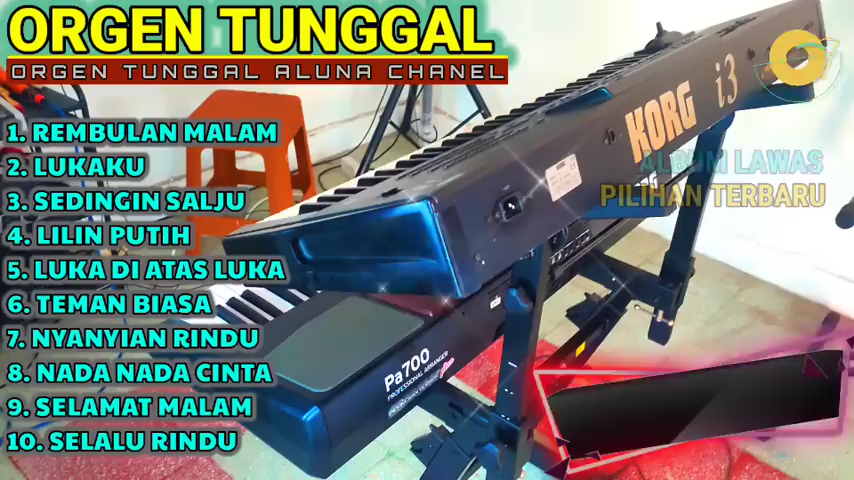 ORGEN TUNGGAL
ORGEN TUNGGAL ALUNA CHANEL
1. REMBULAN MALAM
2. LUKAKU
3. SEDINGIN SALJU
4. LILIN PUTIH
5. LUKA DI ATAS LUKA
6. TEMAN BIASA
7. NYANYIAN RINDU
8. NADA NADA CINTA
9. SELAMAT MALAM
10. SELALU RINDU
KORG i3
ALBUM LAWAS
PILIHAN TERBARU
Pa700
PROFESSIONAL ARRANGER